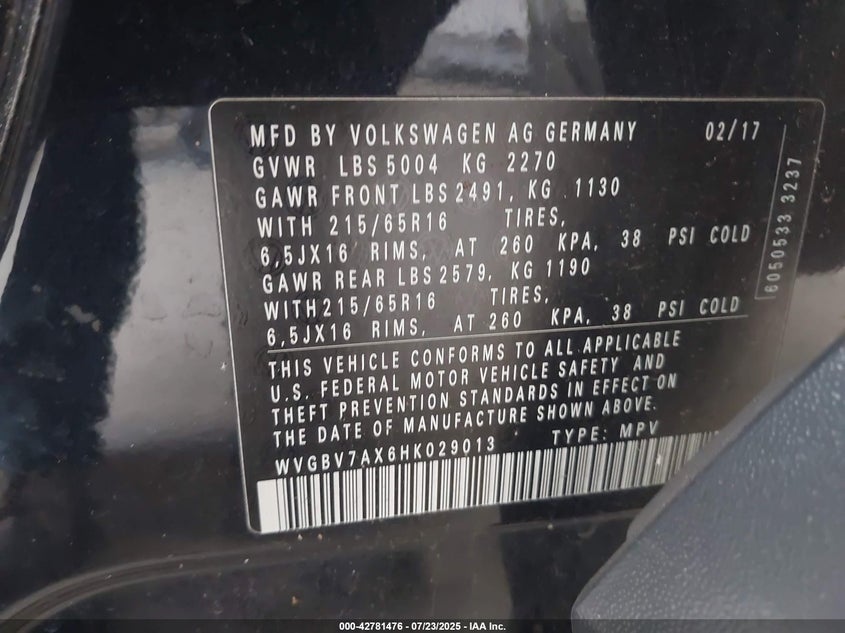 MFD BY VOLKSWAGEN AG GERMANY 02/17
GVWR LBS 5004 KG 2270
GAWR FRONT LBS 2491, KG 1130
WITH 215/65R16 TIRES,
6,5JX16 RIMS, AT 260 KPA, 38 PSI COLD
GAWR REAR LBS 2579, KG 1190
WITH 215/65R16 TIRES,
6,5JX16 RIMS, AT 260 KPA, 38 PSI COLD
6050533 3237
THIS VEHICLE CONFORMS TO ALL APPLICABLE
U.S. FEDERAL MOTOR VEHICLE SAFETY AND
THEFT PREVENTION STANDARDS IN EFFECT ON
THE DATE OF MANUFACTURE SHOWN ABOVE.
WVGBV7AX6HK029013 TYPE: MPV
000-42781476 - 07/23/2025 - IAA Inc.